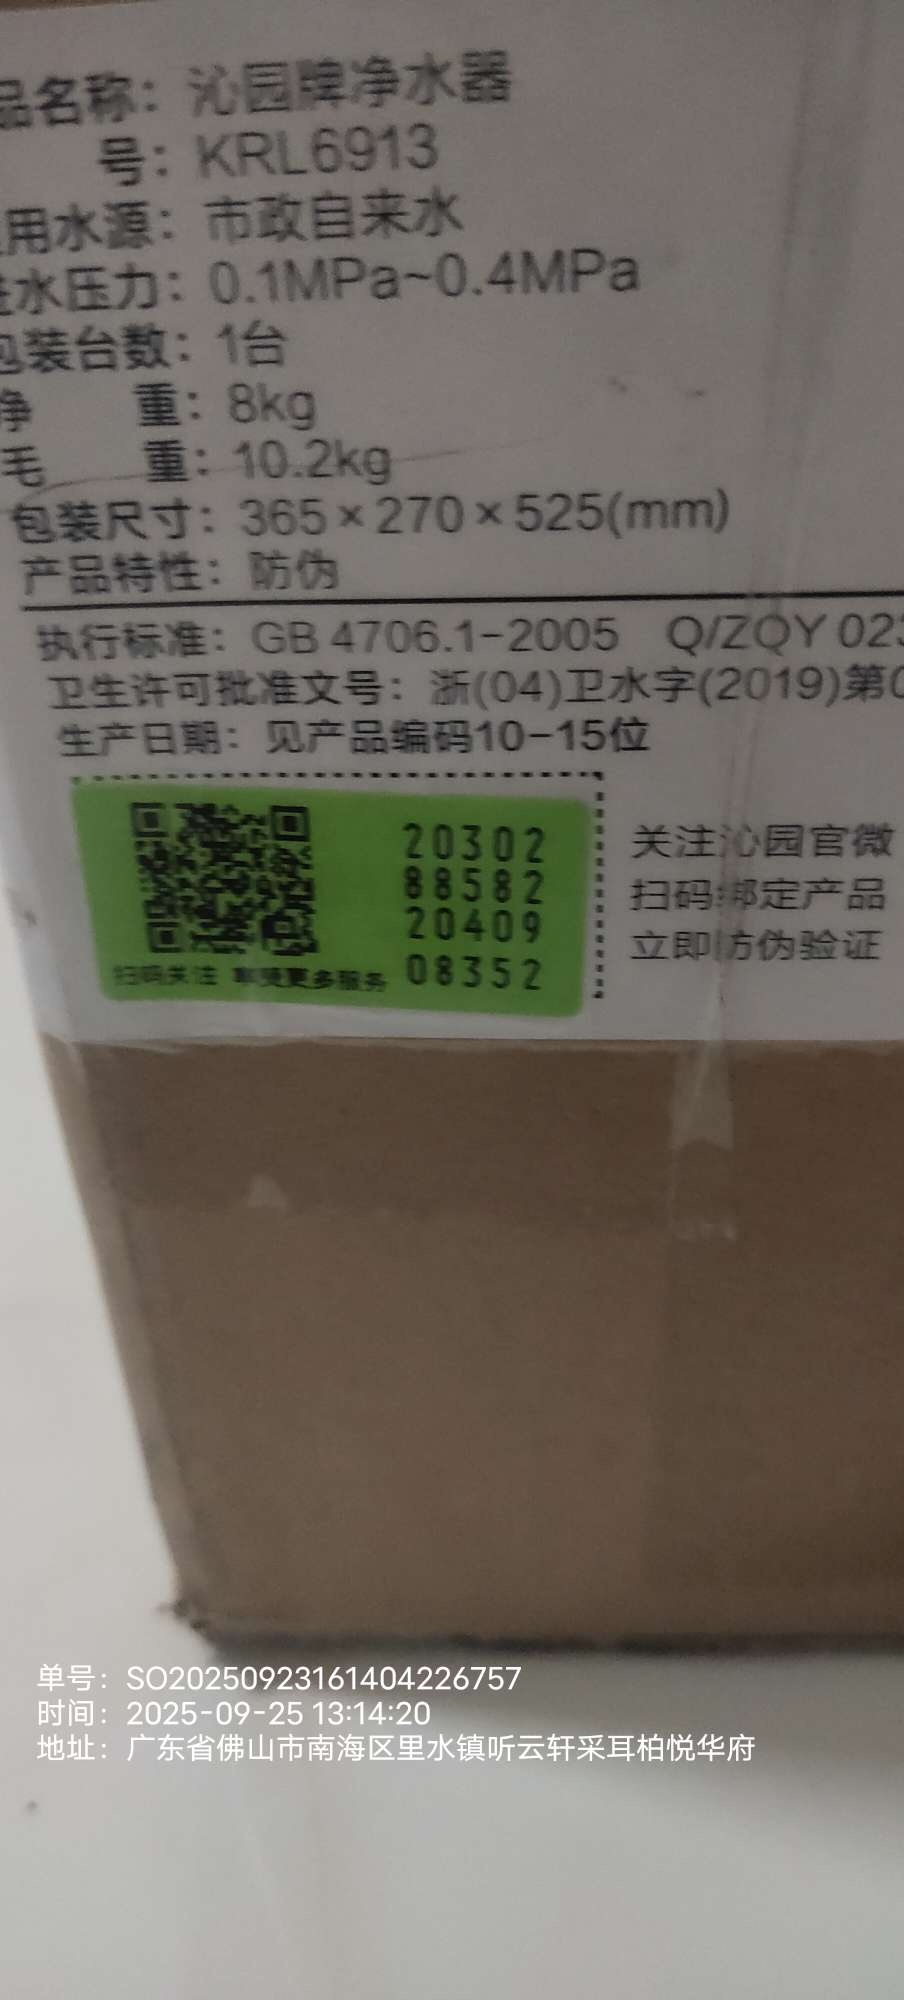 品名称：沁园牌净水器
号：KRL6913
用水源：市政自来水
进水压力：0.1MPa~0.4MPa
包装台数：1台
净 重：8kg
毛 重：10.2kg
包装尺寸：365×270×525(mm)
产品特性：防伪
执行标准：GB 4706.1-2005 Q/ZQY 023
卫生许可批准文号：浙(04)卫水字(2019)第0
生产日期：见产品编码10-15位
20302
88582
20409
08352
扫码关注 享受更多服务
关注沁园官微
扫码绑定产品
立即防伪验证
单号：SO20250923161404226757
时间：2025-09-25 13:14:20
地址：广东省佛山市南海区里水镇听云轩采耳柏悦华府